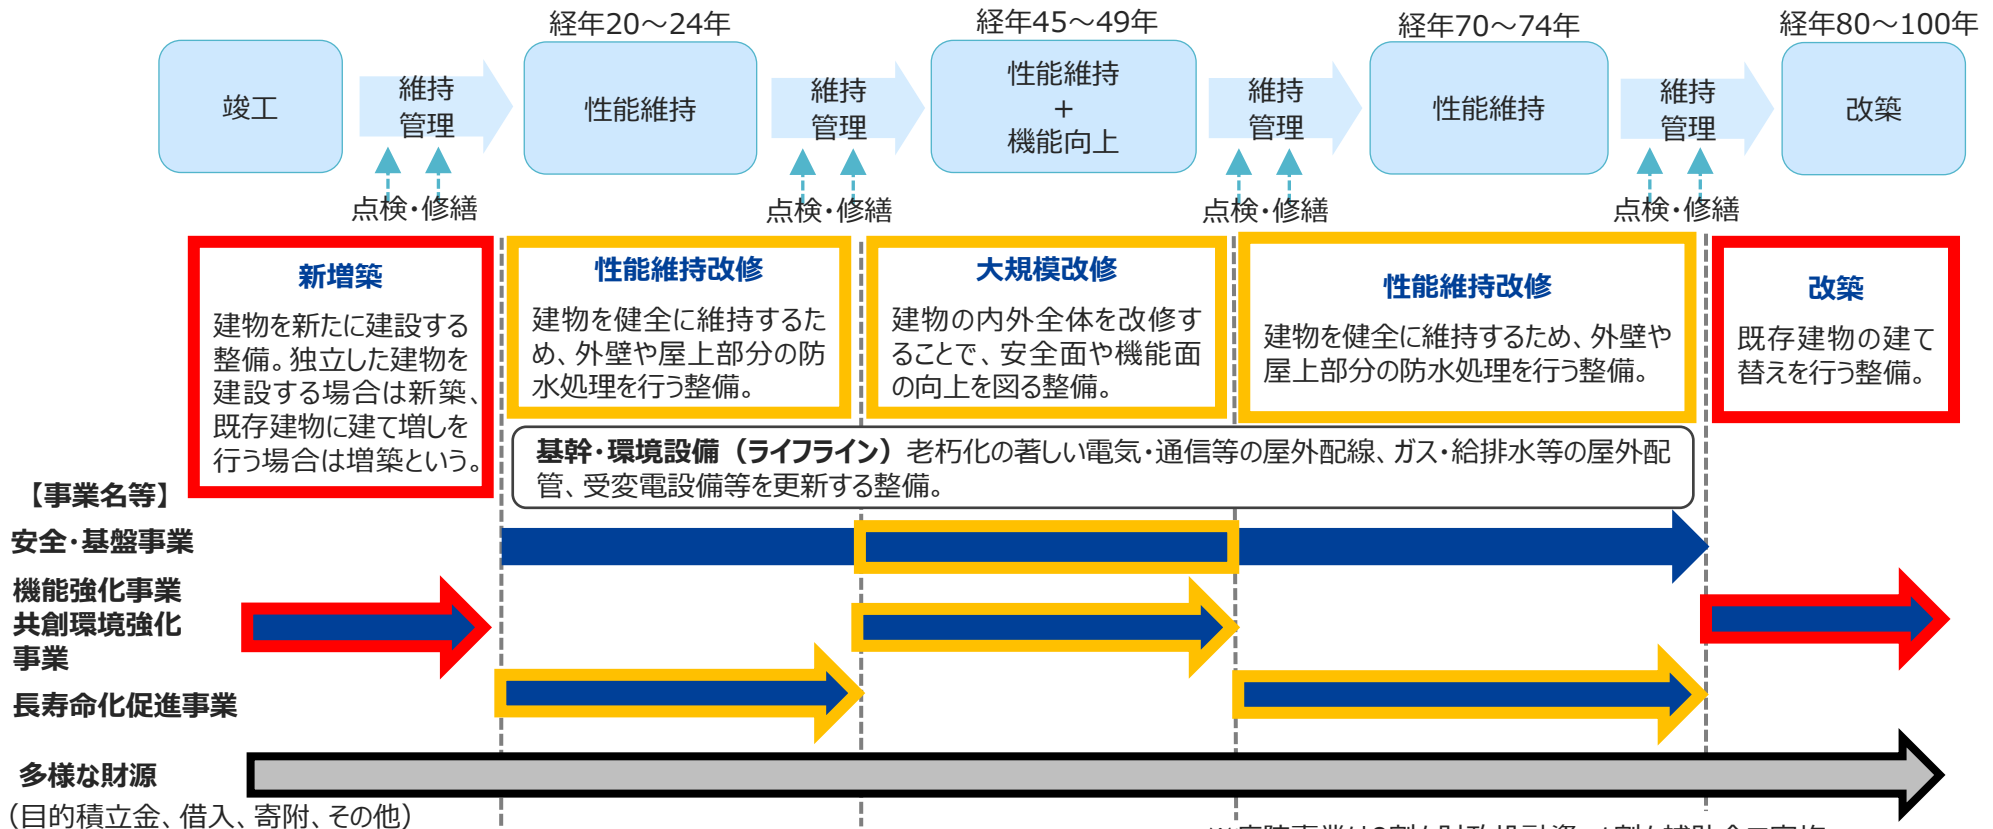 経年20～24年
経年45～49年
経年70～74年
経年80～100年
竣工
維持
管理
性能維持
維持
管理
性能維持
＋
機能向上
維持
管理
性能維持
維持
管理
改築
点検・修繕
点検・修繕
点検・修繕
点検・修繕
新増築
建物を新たに建設する
整備。独立した建物を
建設する場合は新築、
既存建物に建て増しを
行う場合は増築という。
性能維持改修
建物を健全に維持するた
め、外壁や屋上部分の防
水処理を行う整備。
大規模改修
建物の内外全体を改修す
ることで、安全面や機能面
の向上を図る整備。
性能維持改修
建物を健全に維持するため、外壁や
屋上部分の防水処理を行う整備。
改築
既存建物の建て
替えを行う整備。
基幹・環境設備（ライフライン）老朽化の著しい電気・通信等の屋外配線、ガス・給排水等の屋外配
管、受変電設備等を更新する整備。
【事業名等】
安全・基盤事業
機能強化事業
共創環境強化
事業
長寿命化促進事業
多様な財源
（目的積立金、借入、寄附、その他）